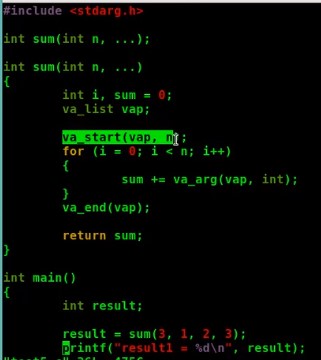 #include <stdarg.h>
int sum(int n, ...);
int sum(int n, ...)
{
int i, sum = 0;
va_list vap;
va_start(vap, n);
for (i = 0; i < n; i++)
{
sum += va_arg(vap, int);
}
va_end(vap);
return sum;
}
int main()
{
int result;
result = sum(3, 1, 2, 3);
printf("result1 = %d\n", result);